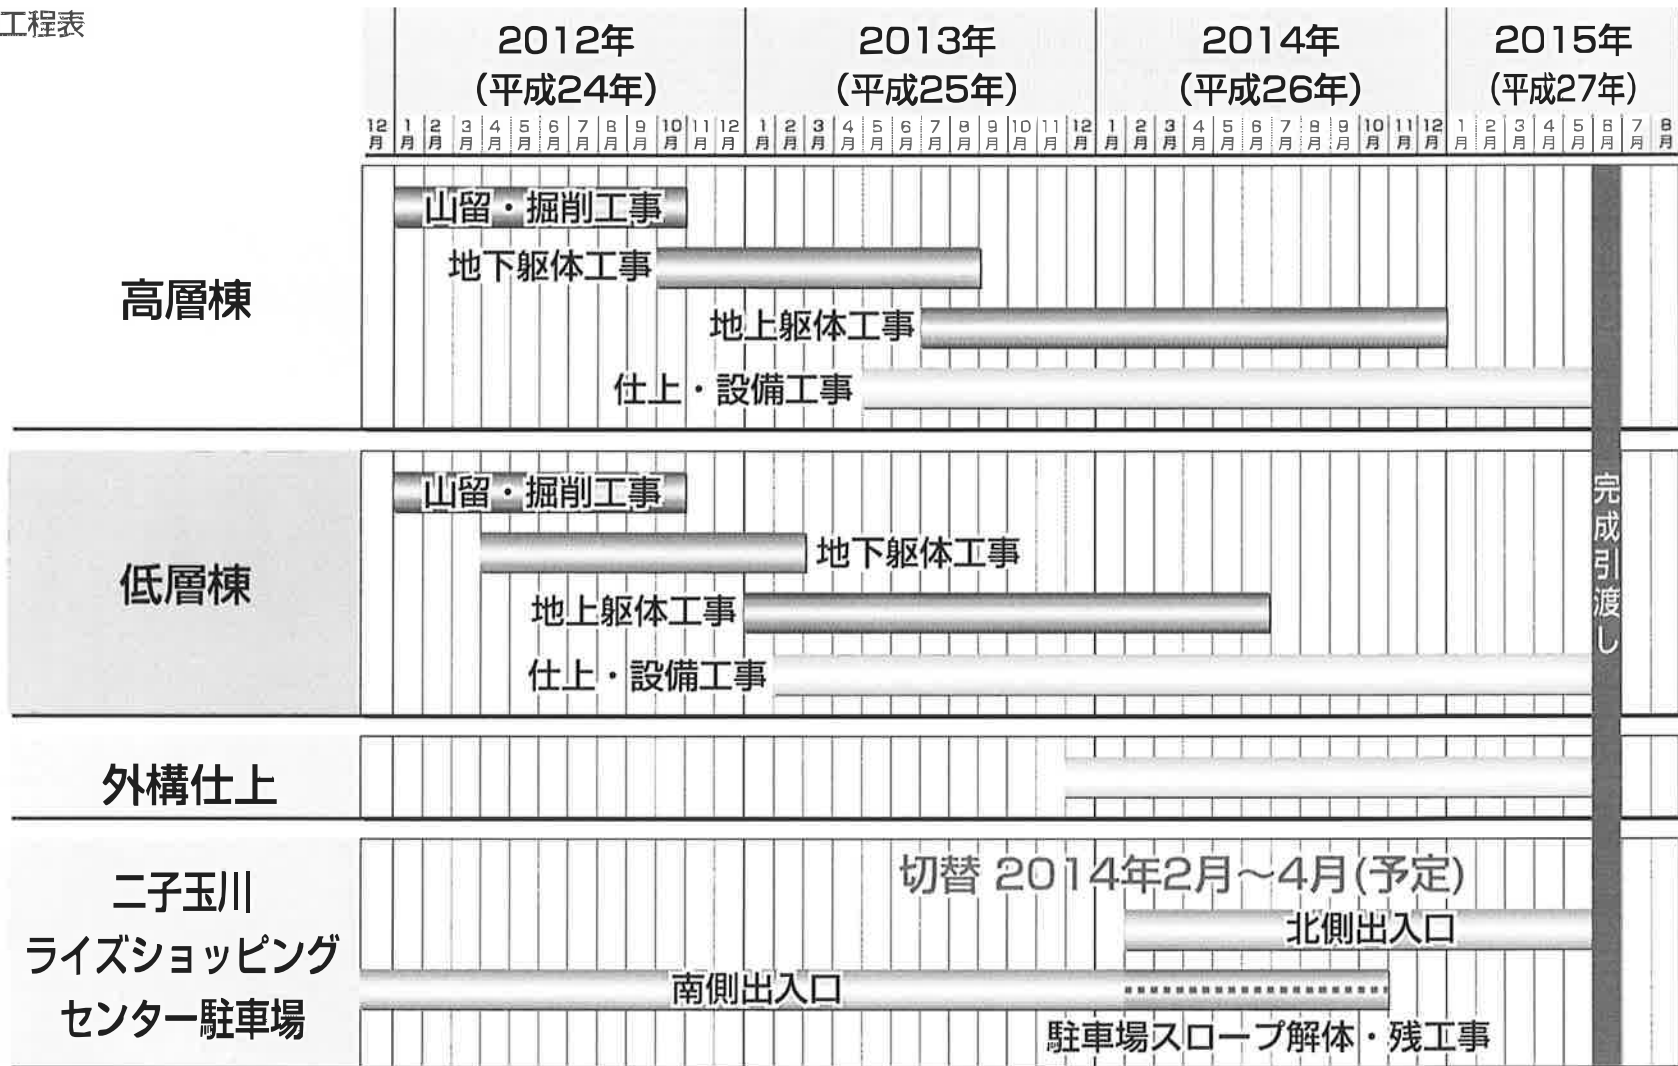 工程表
2012年
(平成24年)
2013年
(平成25年)
2014年
(平成26年)
2015年
(平成27年)
12月 1月 2月 3月 4月 5月 6月 7月 8月 9月 10月 11月 12月 1月 2月 3月 4月 5月 6月 7月 8月 9月 10月 11月 12月 1月 2月 3月 4月 5月 6月 7月 8月 9月 10月 11月 12月 1月 2月 3月 4月 5月 6月 7月 8月
高層棟
山留・掘削工事
地下躯体工事
地上躯体工事
仕上・設備工事
低層棟
山留・掘削工事
地下躯体工事
地上躯体工事
仕上・設備工事
完成引渡し
外構仕上
二子玉川
ライズショッピング
センター駐車場
切替 2014年2月～4月(予定)
北側出入口
南側出入口
駐車場スロープ解体・残工事